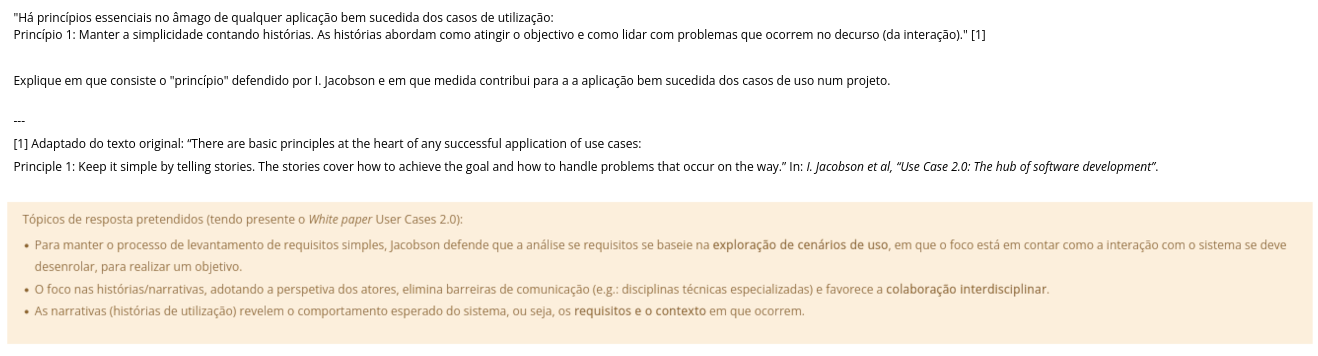 "Há princípios essenciais no âmago de qualquer aplicação bem sucedida dos casos de utilização:
Princípio 1: Manter a simplicidade contando histórias. As histórias abordam como atingir o objectivo e como lidar com problemas que ocorrem no decurso (da interação)." [1]
Explique em que consiste o "princípio" defendido por I. Jacobson e em que medida contribui para a a aplicação bem sucedida dos casos de uso num projeto.
---
[1] Adaptado do texto original: “There are basic principles at the heart of any successful application of use cases:
Principle 1: Keep it simple by telling stories. The stories cover how to achieve the goal and how to handle problems that occur on the way.” In: I. Jacobson et al, “Use Case 2.0: The hub of software development”.
Tópicos de resposta pretendidos (tendo presente o White paper User Cases 2.0):
• Para manter o processo de levantamento de requisitos simples, Jacobson defende que a análise se requisitos se baseie na exploração de cenários de uso, em que o foco está em contar como a interação com o sistema se deve
desenrolar, para realizar um objetivo.
• O foco nas histórias/narrativas, adotando a perspetiva dos atores, elimina barreiras de comunicação (e.g.: disciplinas técnicas especializadas) e favorece a colaboração interdisciplinar.
• As narrativas (histórias de utilização) revelem o comportamento esperado do sistema, ou seja, os requisitos e o contexto em que ocorrem.